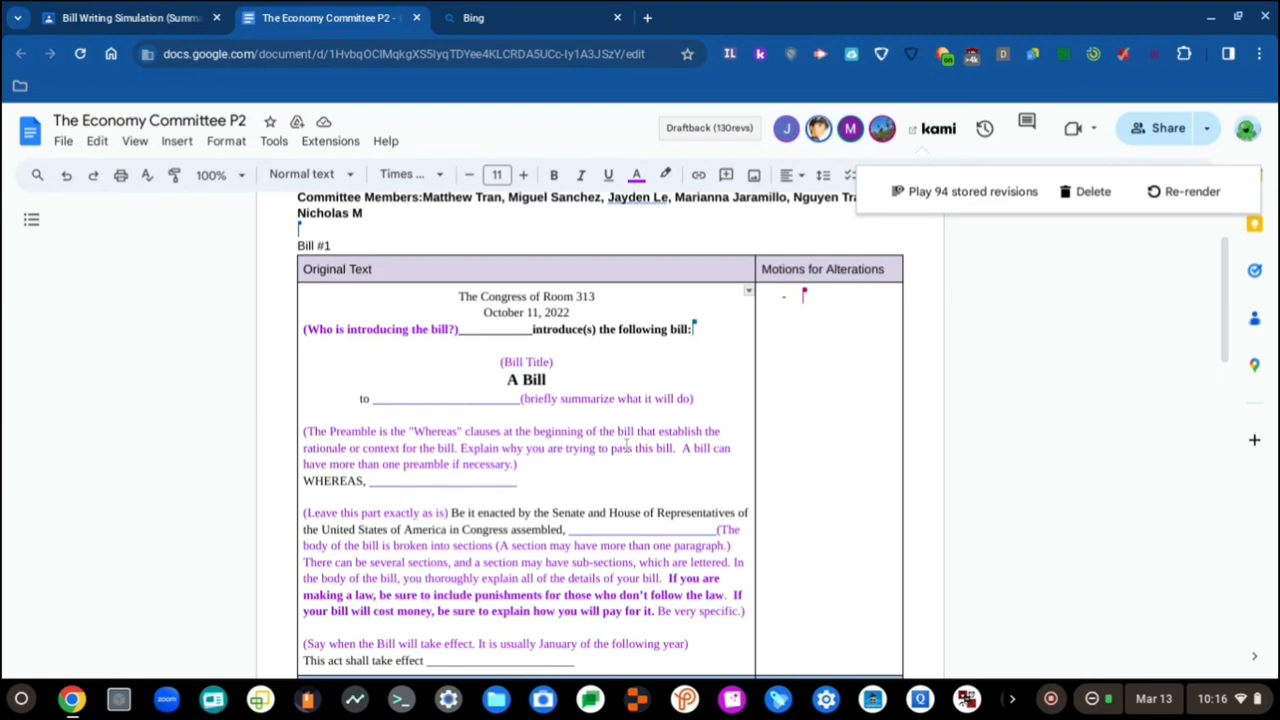 Bill Writing Simulation (Summ
The Economy Committee P2 -
Bing
docs.google.com/document/d/1HvbqOCIMqkgXS5IyqTDYee4KLCRDA5UCc-Iy1A3JSzY/edit
The Economy Committee P2
File Edit View Insert Format Tools Extensions Help
Draftback (130revs)
J
M
kami
Share
100%
Normal text
Times ...
11
Play 94 stored revisions
Delete
Re-render
Committee Members:Matthew Tran, Miguel Sanchez, Jayden Le, Marianna Jaramillo, Nguyen Tra
Nicholas M
Bill #1
Original Text
Motions for Alterations
-
The Congress of Room 313
October 11, 2022
(Who is introducing the bill?)____________introduce(s) the following bill:
(Bill Title)
A Bill
to ______________________(briefly summarize what it will do)
(The Preamble is the "Whereas" clauses at the beginning of the bill that establish the
rationale or context for the bill. Explain why you are trying to pass this bill. A bill can
have more than one preamble if necessary.)
WHEREAS, ______________________
(Leave this part exactly as is) Be it enacted by the Senate and House of Representatives of
the United States of America in Congress assembled, ______________________(The
body of the bill is broken into sections (A section may have more than one paragraph.)
There can be several sections, and a section may have sub-sections, which are lettered. In
the body of the bill, you thoroughly explain all of the details of your bill. If you are
making a law, be sure to include punishments for those who don't follow the law. If
your bill will cost money, be sure to explain how you will pay for it. Be very specific.)
(Say when the Bill will take effect. It is usually January of the following year)
This act shall take effect ______________________
Mar 13
10:16